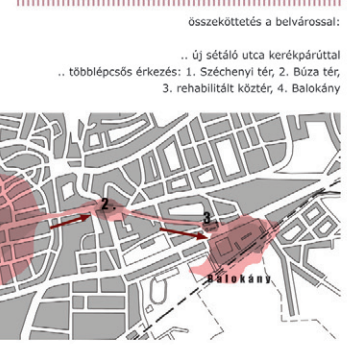 összeköttetés a belvárossal:
.. új sétáló utca kerékpárúttal
.. többlépcsős érkezés: 1. Széchenyi tér, 2. Búza tér,
3. rehabilitált köztér, 4. Balokány
2.
3.
Balokány